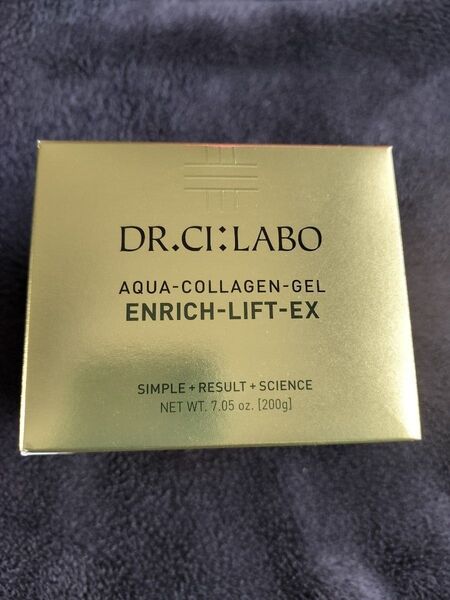 DR.CI:LABO
AQUA-COLLAGEN-GEL
ENRICH-LIFT-EX
SIMPLE + RESULT + SCIENCE
NET WT. 7.05 oz. [200g]